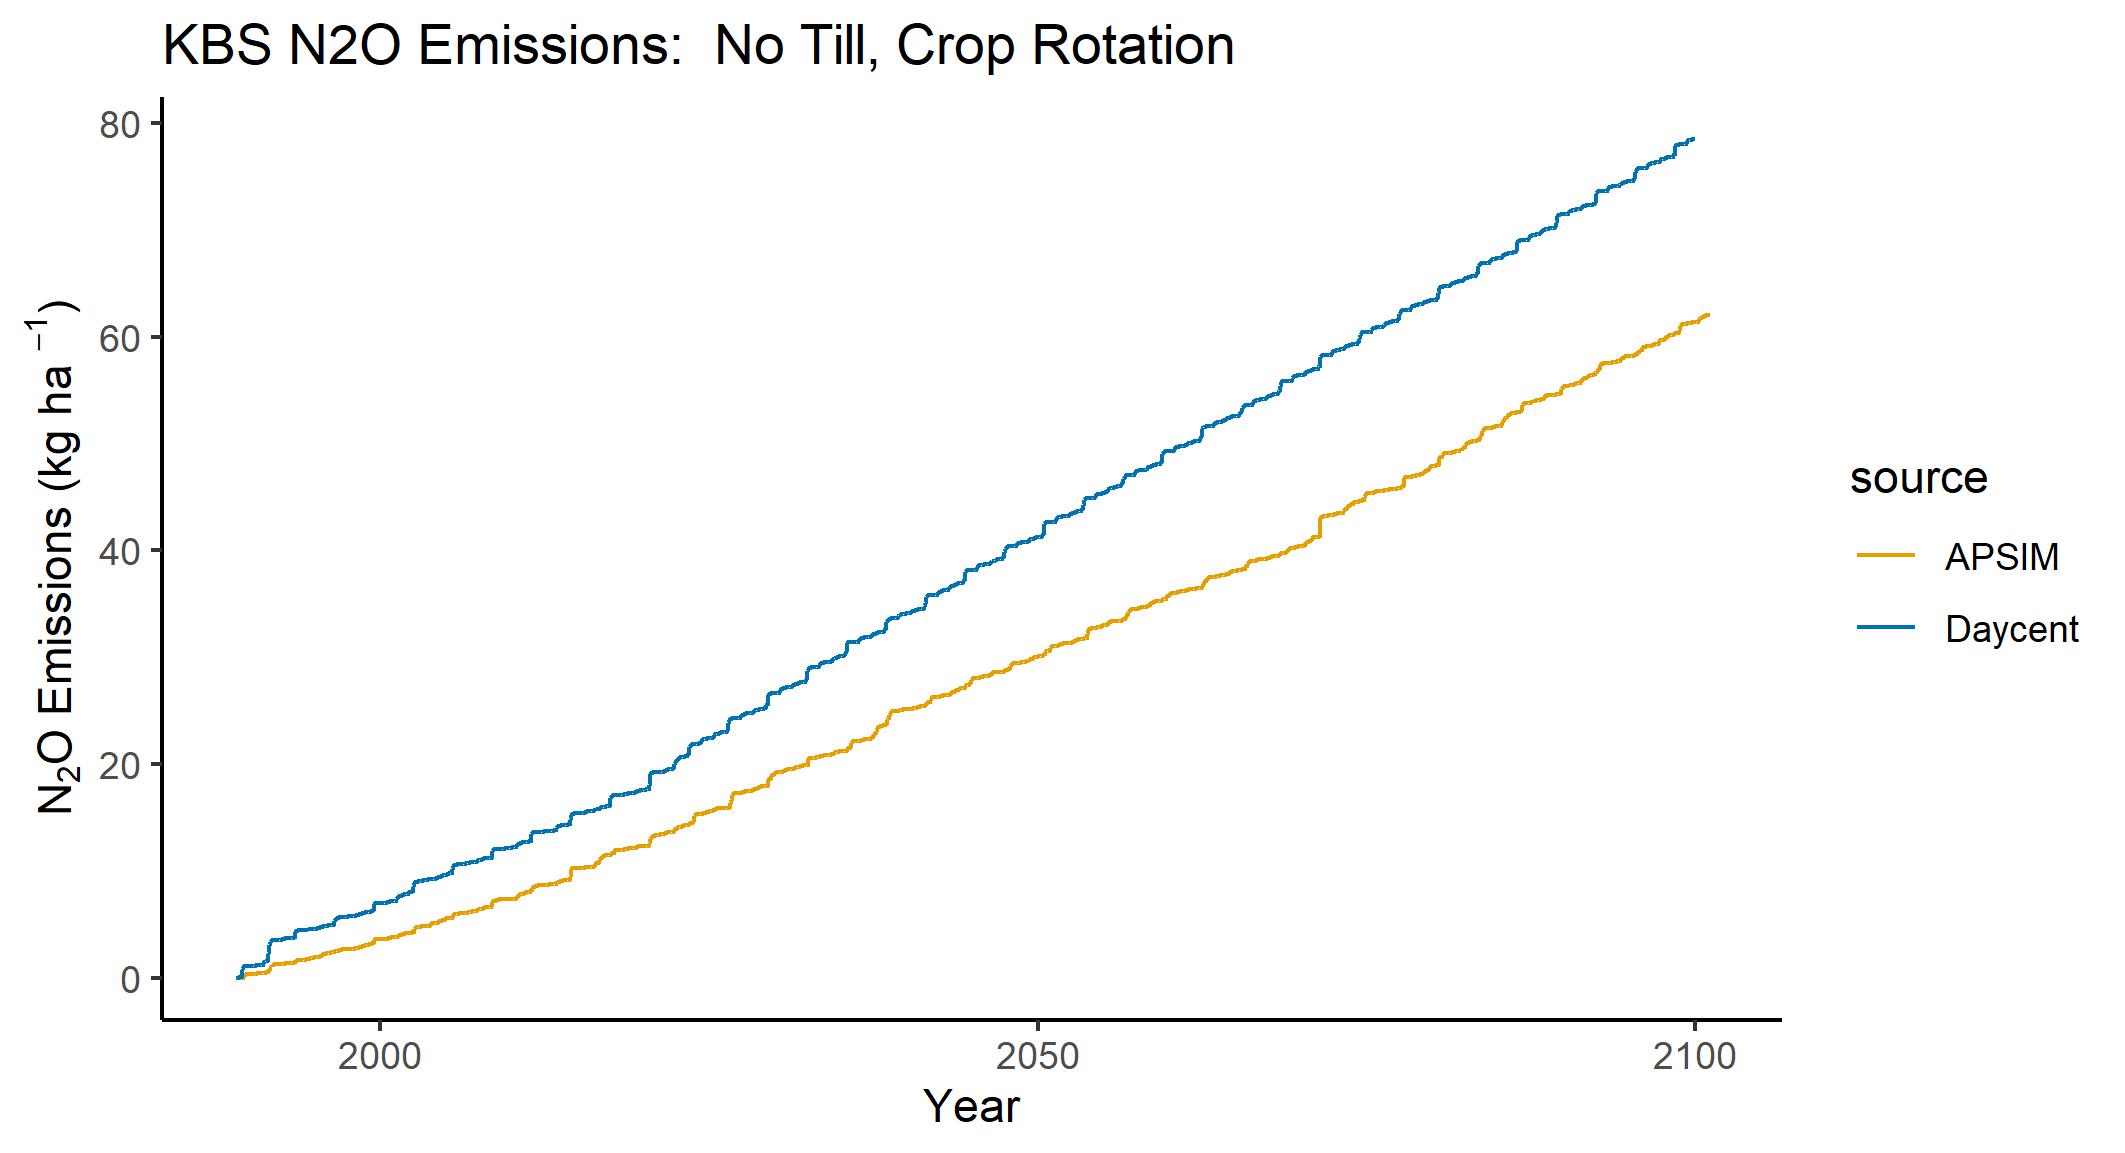 KBS N2O Emissions:  No Till, Crop Rotation
N₂O Emissions (kg ha ⁻¹)
80
60
40
20
0
2000 2050 2100
Year
source
APSIM
Daycent